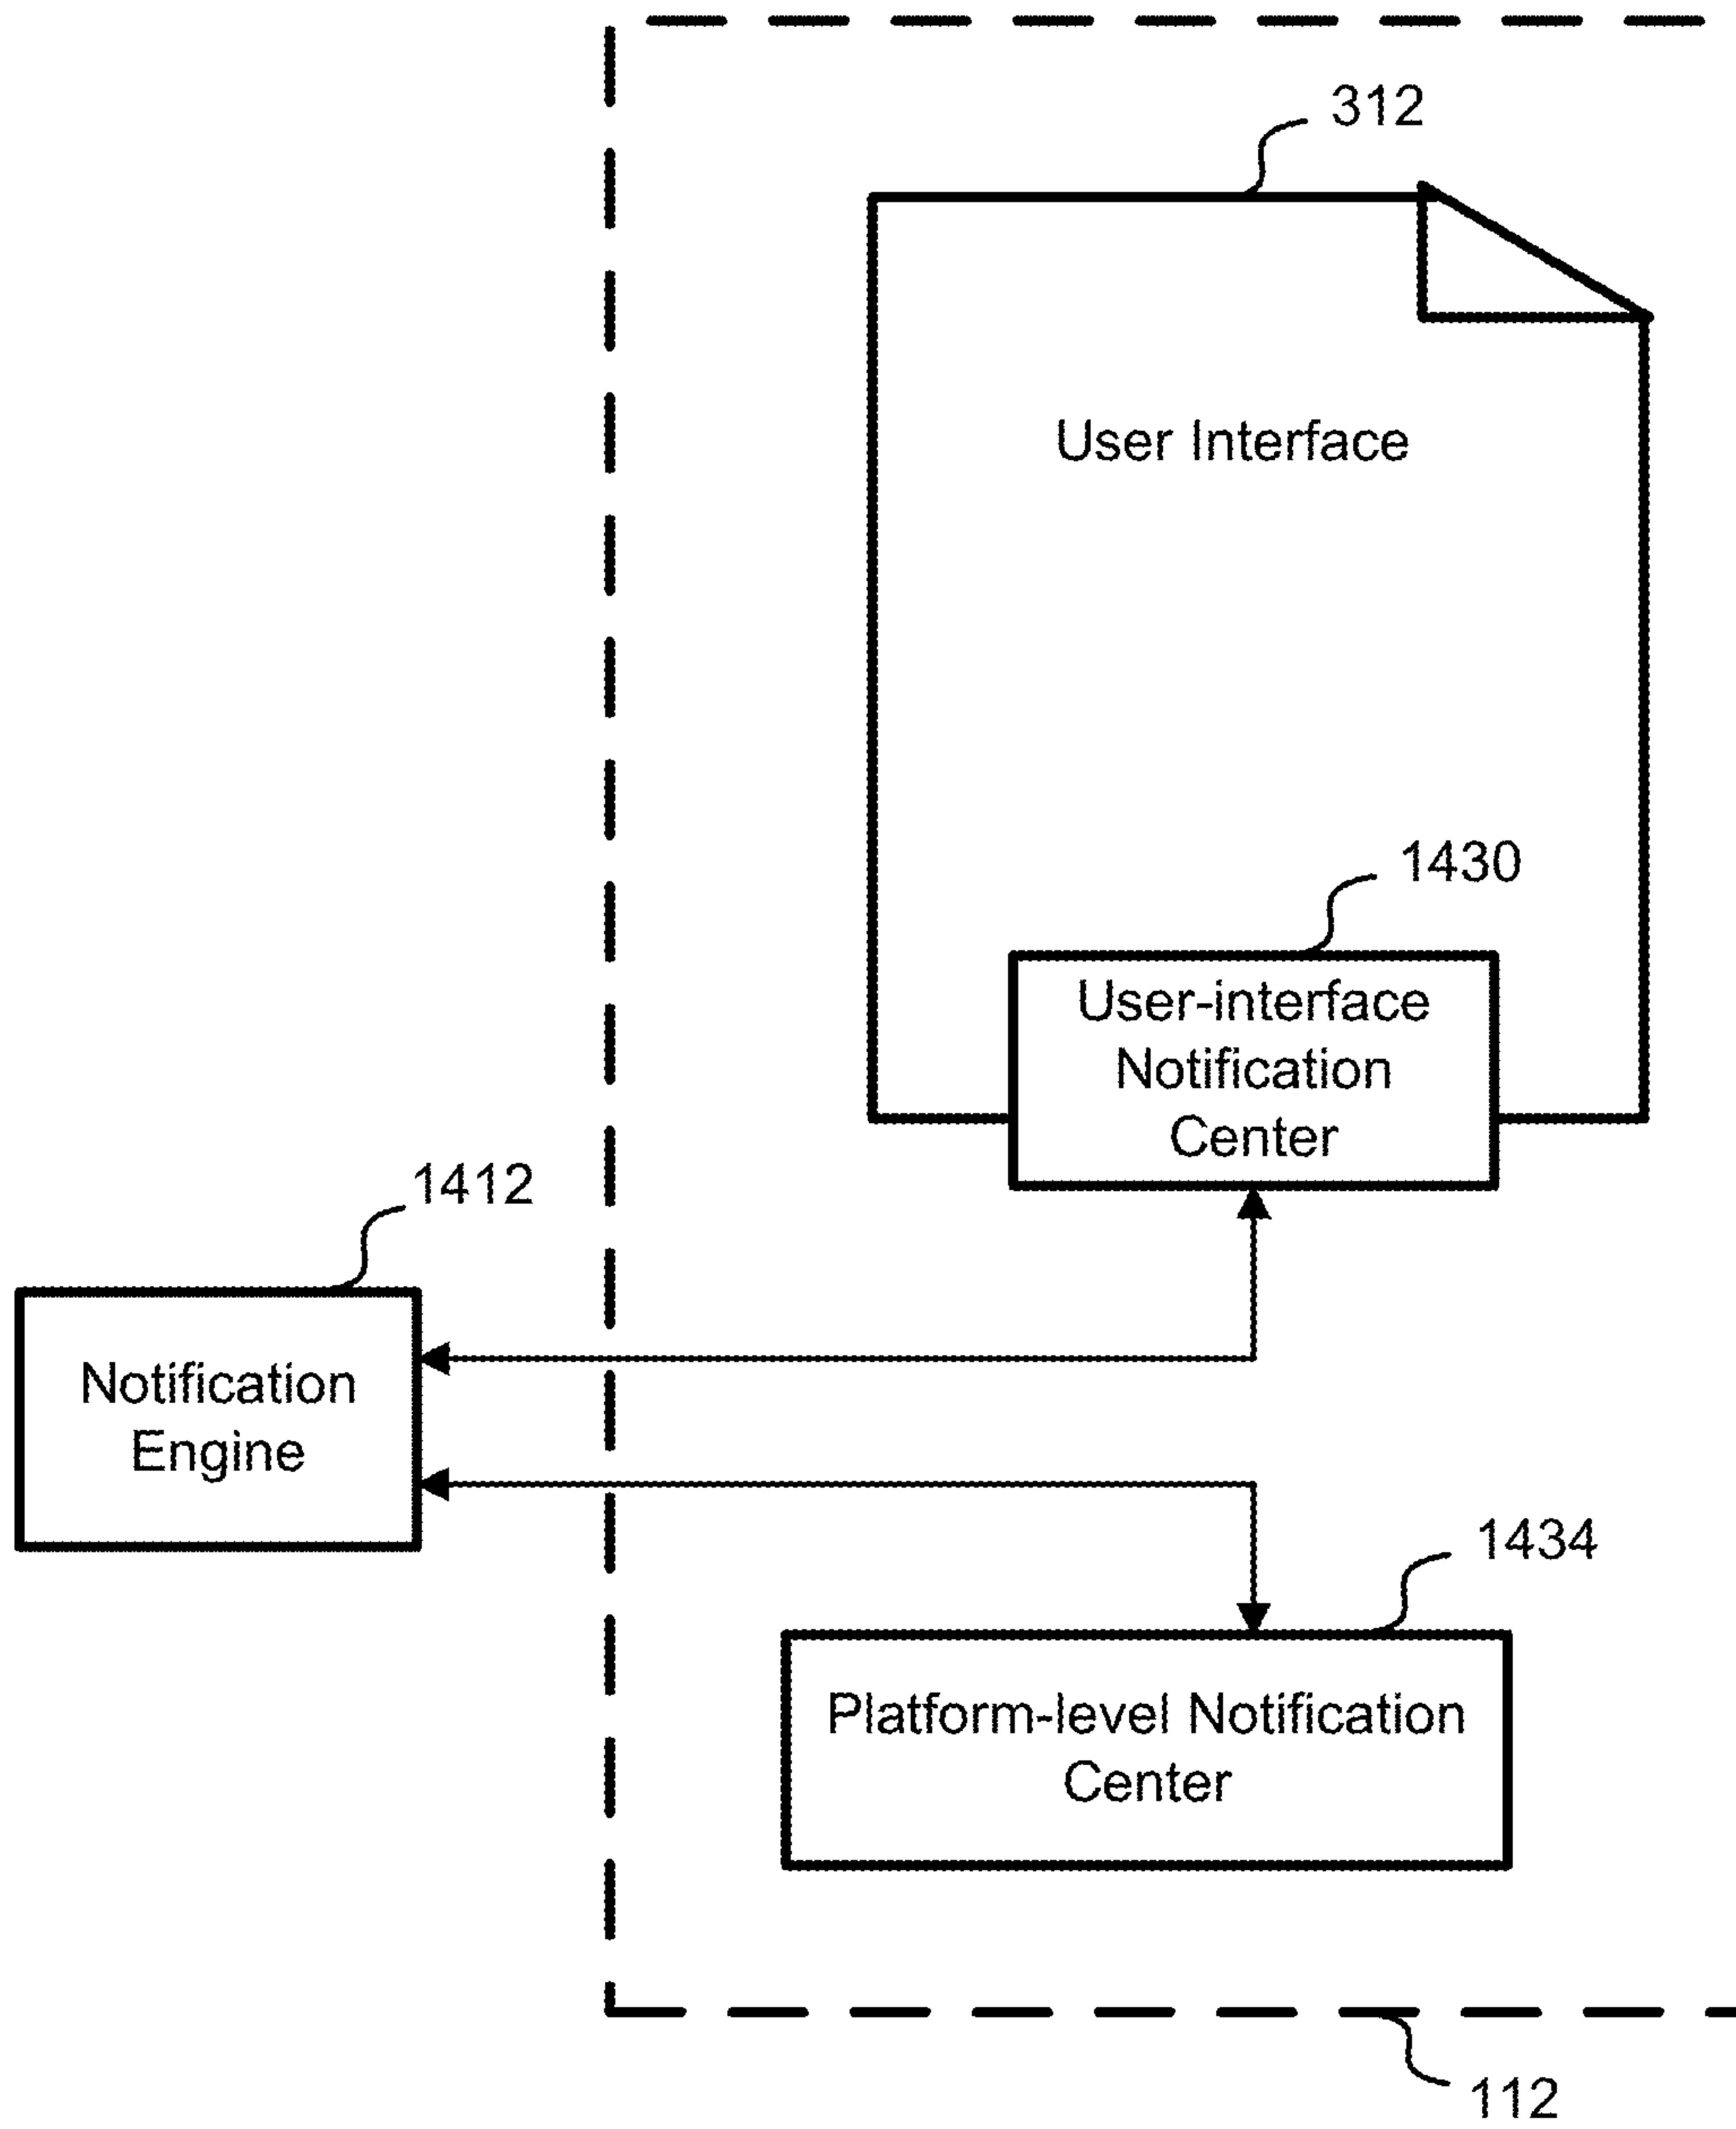 312
User Interface
1430
User-interface
Notification
Center
1412
Notification
Engine
1434
Platform-level Notification
Center
112